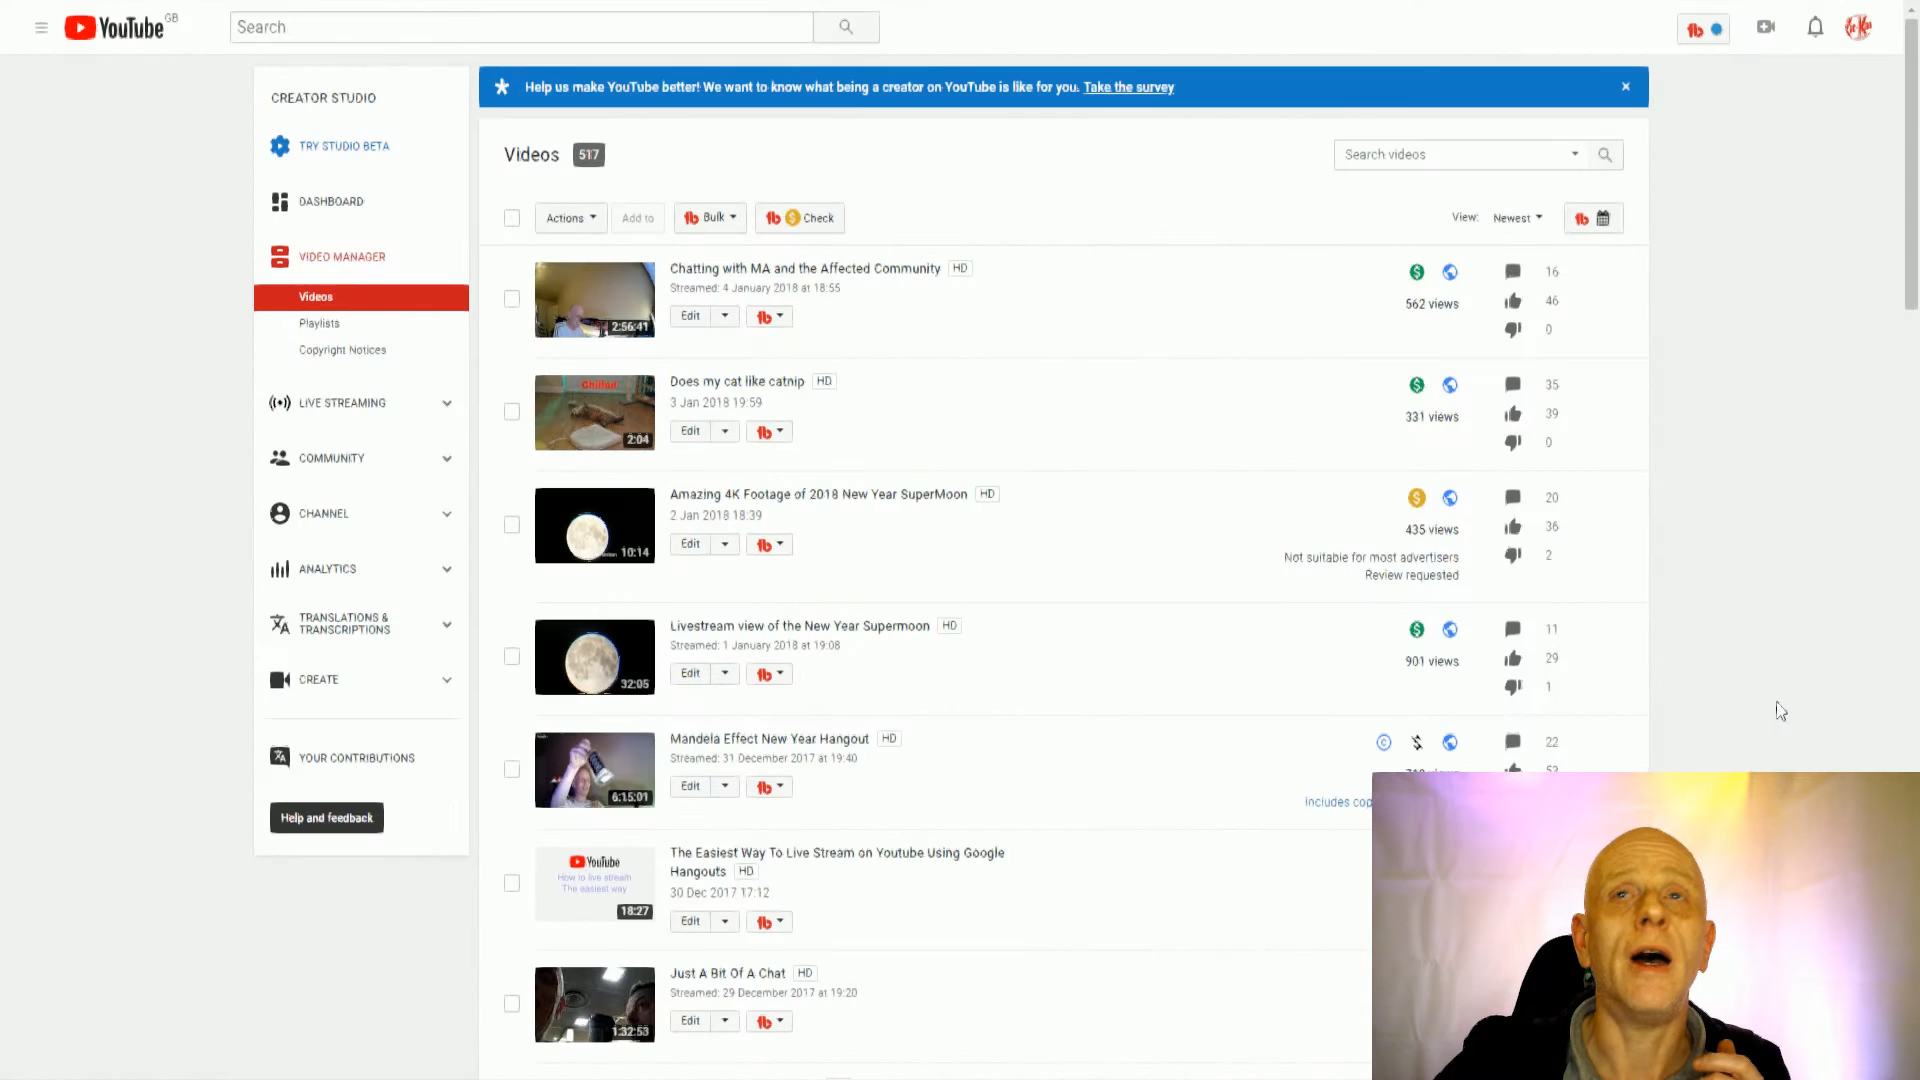 YouTube GB
Search
CREATOR STUDIO
TRY STUDIO BETA
DASHBOARD
VIDEO MANAGER
Videos
Playlists
Copyright Notices
LIVE STREAMING
COMMUNITY
CHANNEL
ANALYTICS
TRANSLATIONS &
TRANSCRIPTIONS
CREATE
YOUR CONTRIBUTIONS
Help and feedback
Help us make YouTube better! We want to know what being a creator on YouTube is like for you. Take the survey
Videos 517
Search videos
Actions Add to Bulk Check
View: Newest
Chatting with MA and the Affected Community HD
Streamed: 4 January 2018 at 18:55
Edit
2:56:41
562 views
16
46
0
Does my cat like catnip HD
3 Jan 2018 19:59
Edit
Chilled
2:04
331 views
35
39
0
Amazing 4K Footage of 2018 New Year SuperMoon HD
2 Jan 2018 18:39
Edit
10:14
435 views
Not suitable for most advertisers
Review requested
20
36
2
Livestream view of the New Year Supermoon HD
Streamed: 1 January 2018 at 19:08
Edit
32:05
901 views
11
29
1
Mandela Effect New Year Hangout HD
Streamed: 31 December 2017 at 19:40
Edit
6:15:01
Includes
22
The Easiest Way To Live Stream on Youtube Using Google
Hangouts HD
30 Dec 2017 17:12
Edit
YouTube
How to live stream
The easiest way
18:27
Just A Bit Of A Chat HD
Streamed: 29 December 2017 at 19:20
Edit
1:32:53